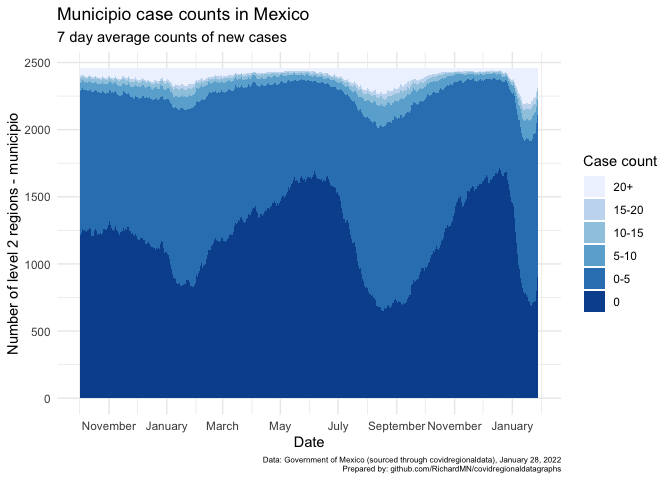 Municipio case counts in Mexico
7 day average counts of new cases
Number of level 2 regions - municipio
2500
2000
1500
1000
500
0
November January March May July September November January
Date
Case count
20+
15-20
10-15
5-10
0-5
0
Data: Government of Mexico (sourced through covidregionaldata), January 28, 2022
Prepared by: github.com/RichardMN/covidregionaldatagraphs